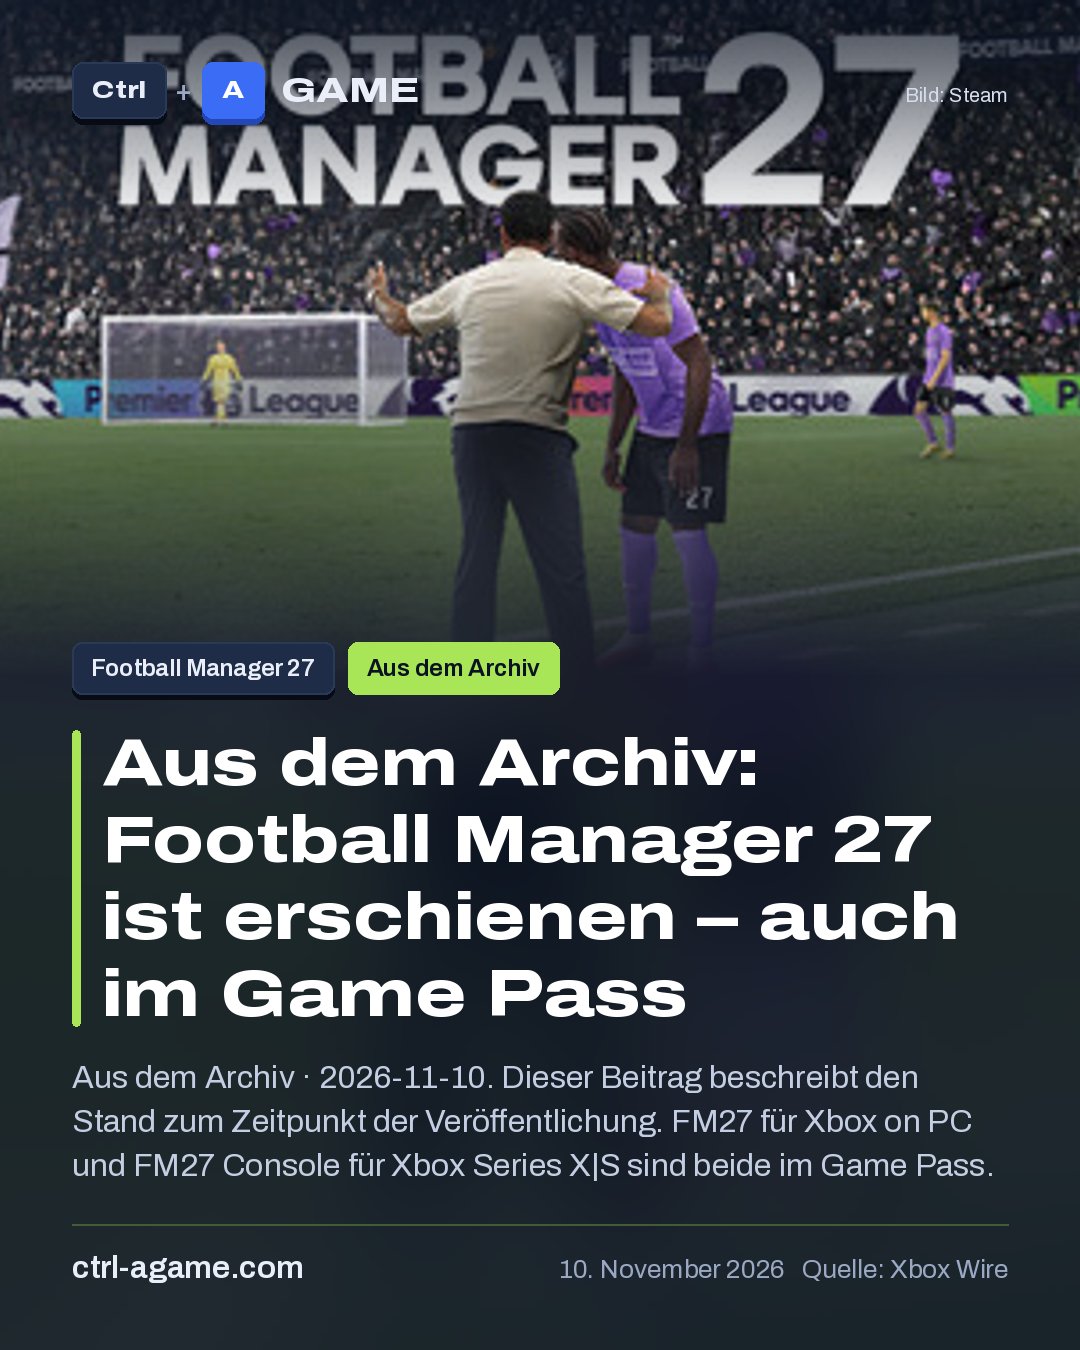 FOOTBALL
MANAGER 27
Ctrl + A GAME
Bild: Steam
FOOTBALL
Premier League
League
27
Football Manager 27
Aus dem Archiv
Aus dem Archiv:
Football Manager 27
ist erschienen – auch
im Game Pass
Aus dem Archiv · 2026-11-10. Dieser Beitrag beschreibt den
Stand zum Zeitpunkt der Veröffentlichung. FM27 für Xbox on PC
und FM27 Console für Xbox Series X|S sind beide im Game Pass.
ctrl-agame.com
10. November 2026 Quelle: Xbox Wire